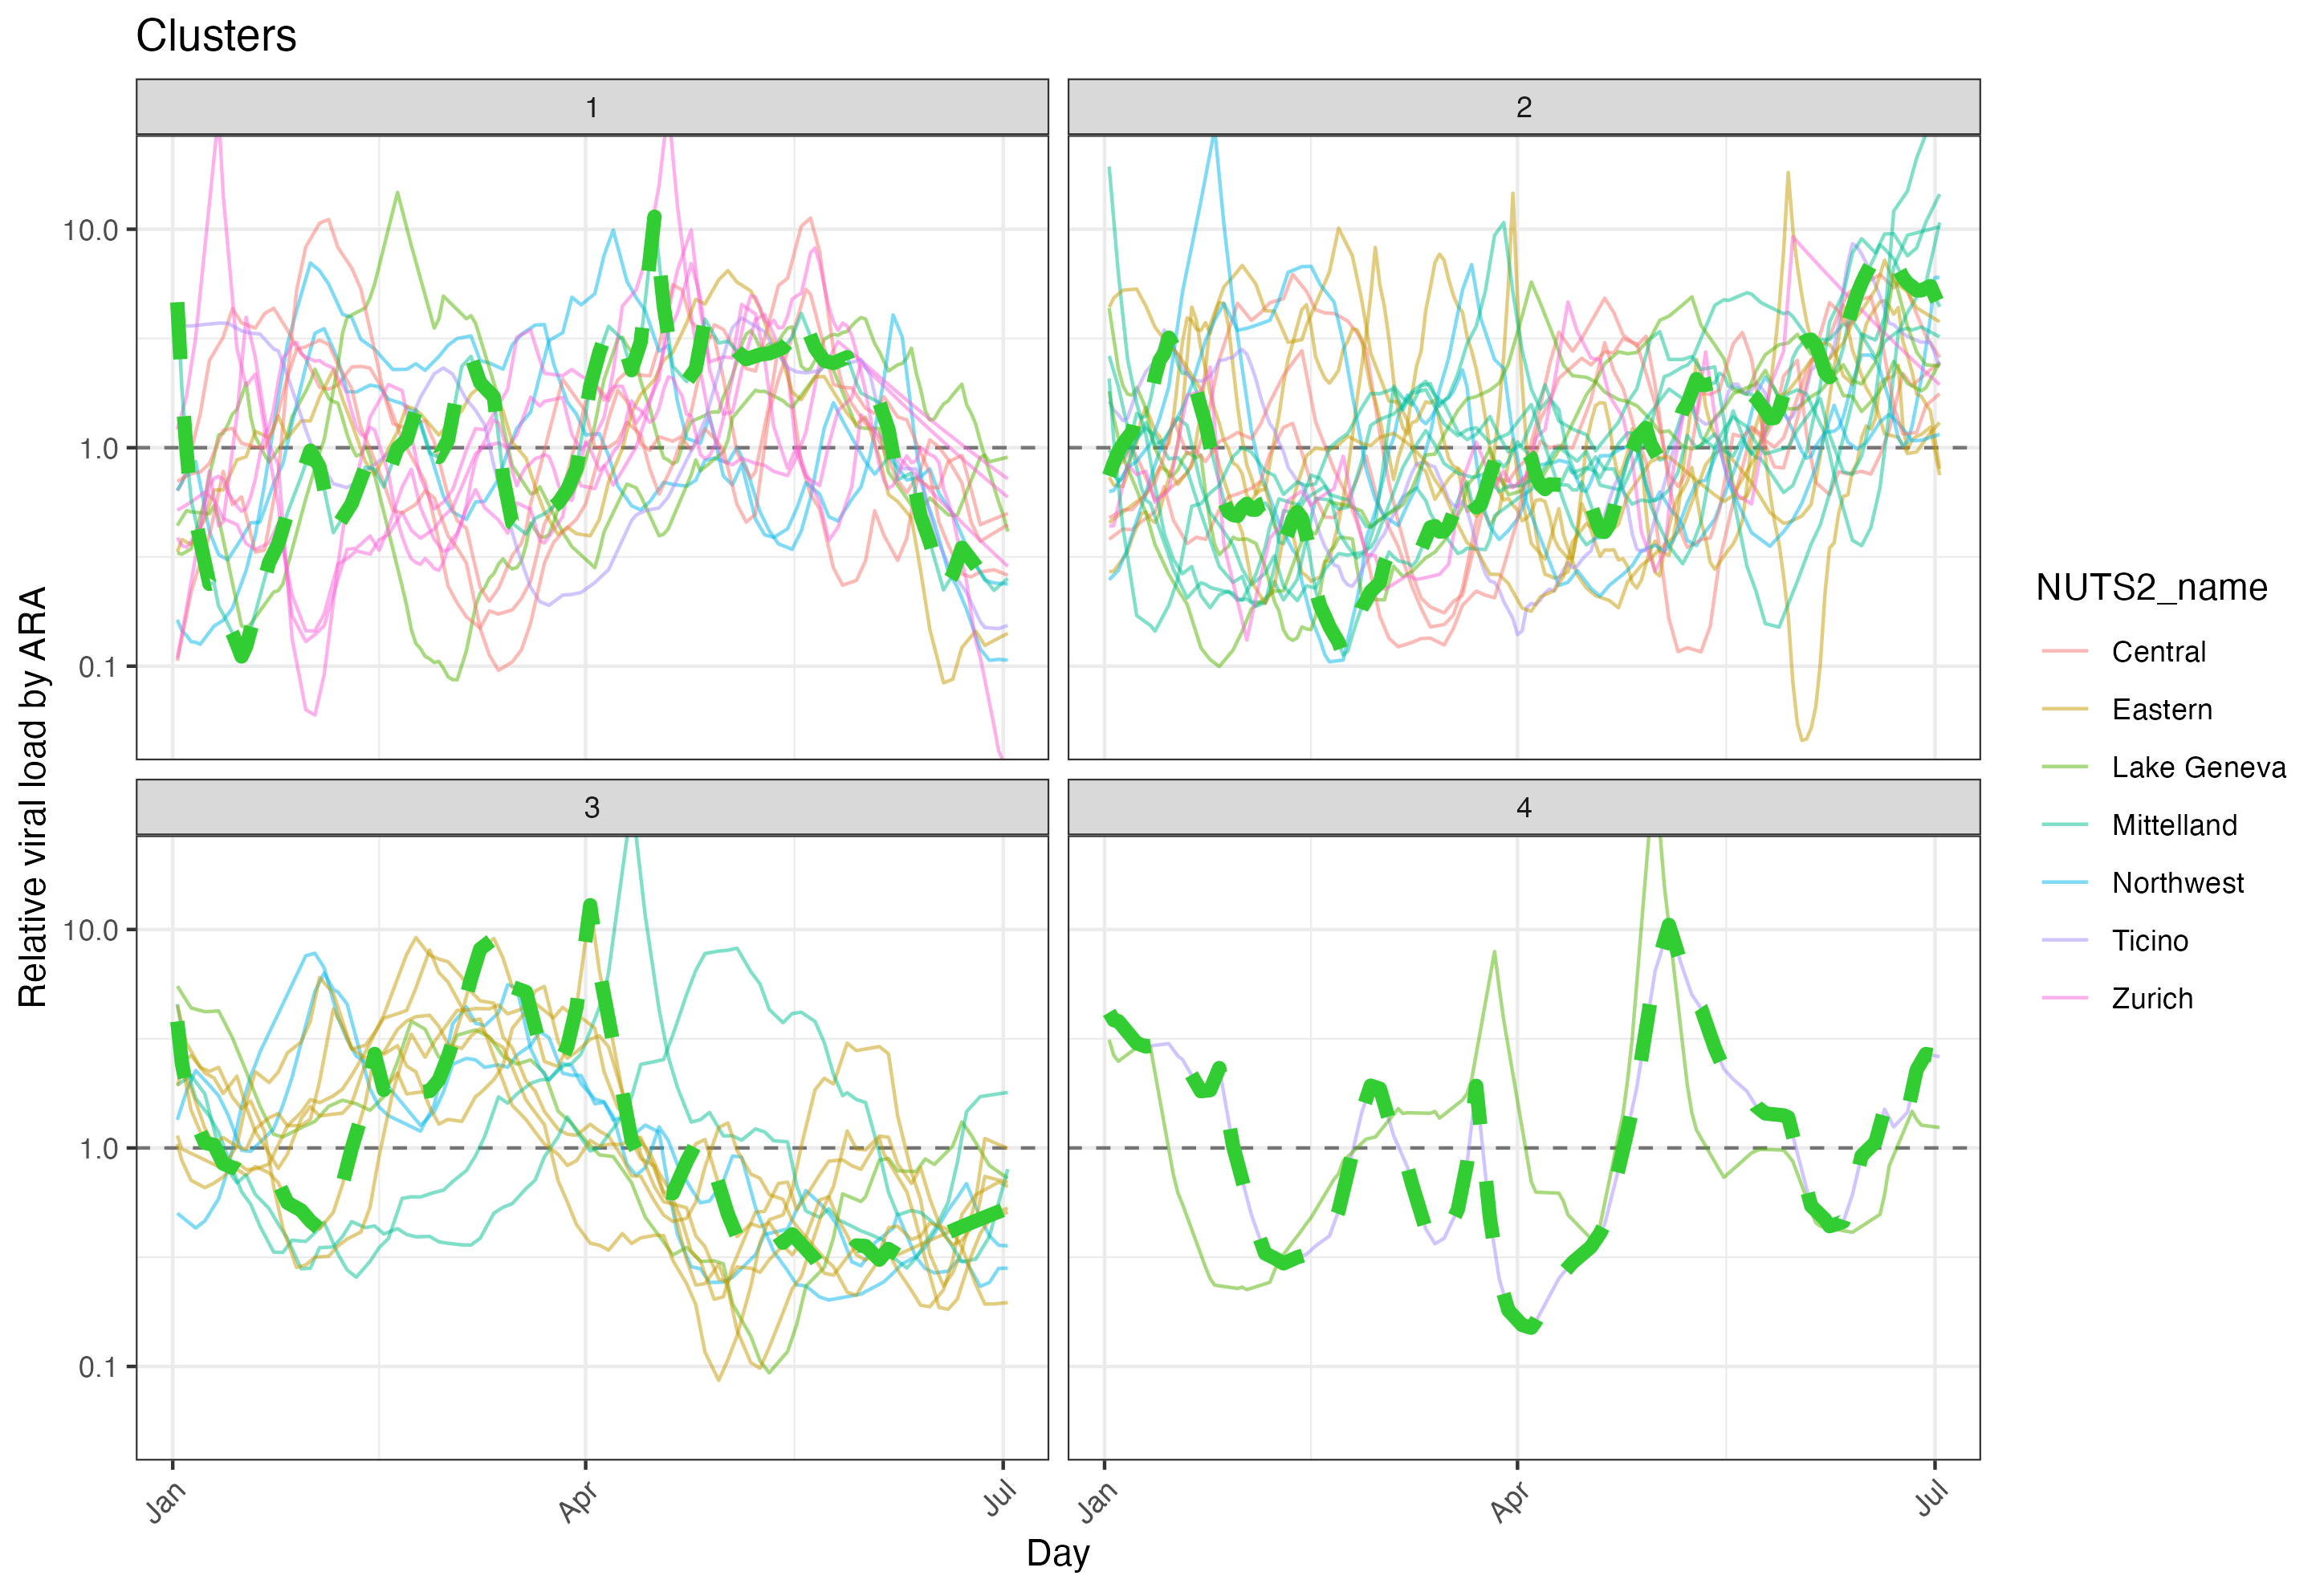 Clusters
1
2
10.0
1.0
0.1
3
4
10.0
1.0
0.1
Relative viral load by ARA
Jan
Apr
Jul
Jan
Apr
Jul
Day
NUTS2_name
Central
Eastern
Lake Geneva
Mittelland
Northwest
Ticino
Zurich